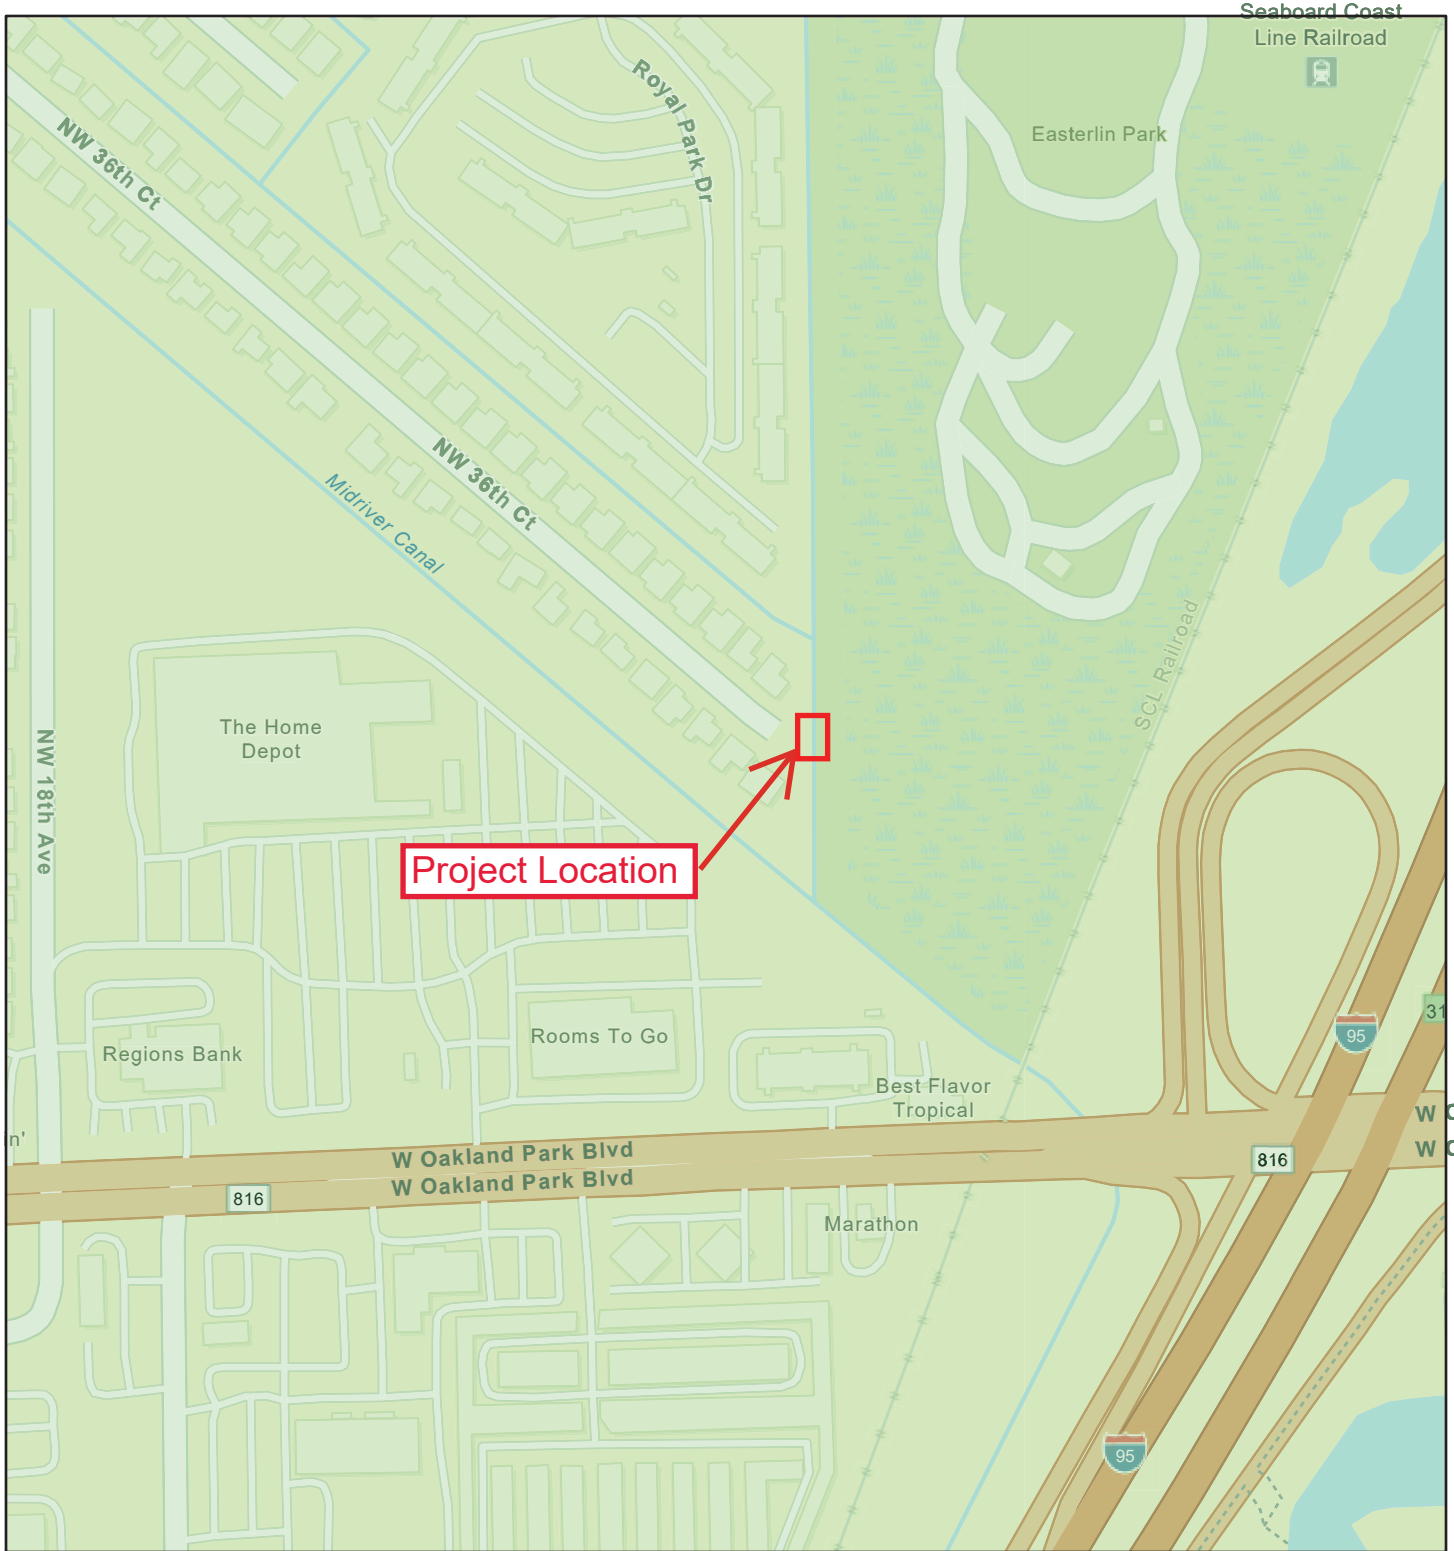 Seaboard Coast
Line Railroad
Royal Park Dr
NW 36th Ct
Easterlin Park
NW 36th Ct
Midriver Canal
SCL Railroad
The Home
Depot
NW 18th Ave
Project Location
31
95
Regions Bank
Rooms To Go
Best Flavor
Tropical
n'
W O
W Oakland Park Blvd
W O
W Oakland Park Blvd
816
816
Marathon
95